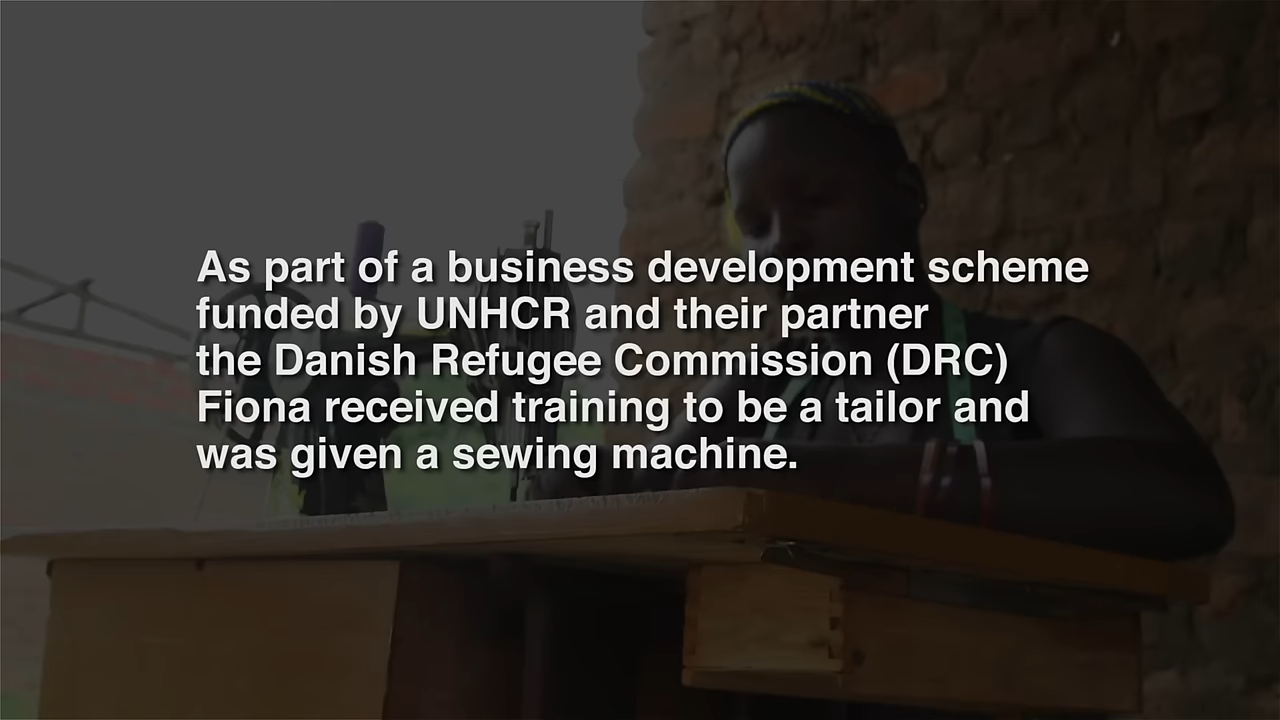 As part of a business development scheme
funded by UNHCR and their partner
the Danish Refugee Commission (DRC)
Fiona received training to be a tailor and
was given a sewing machine.